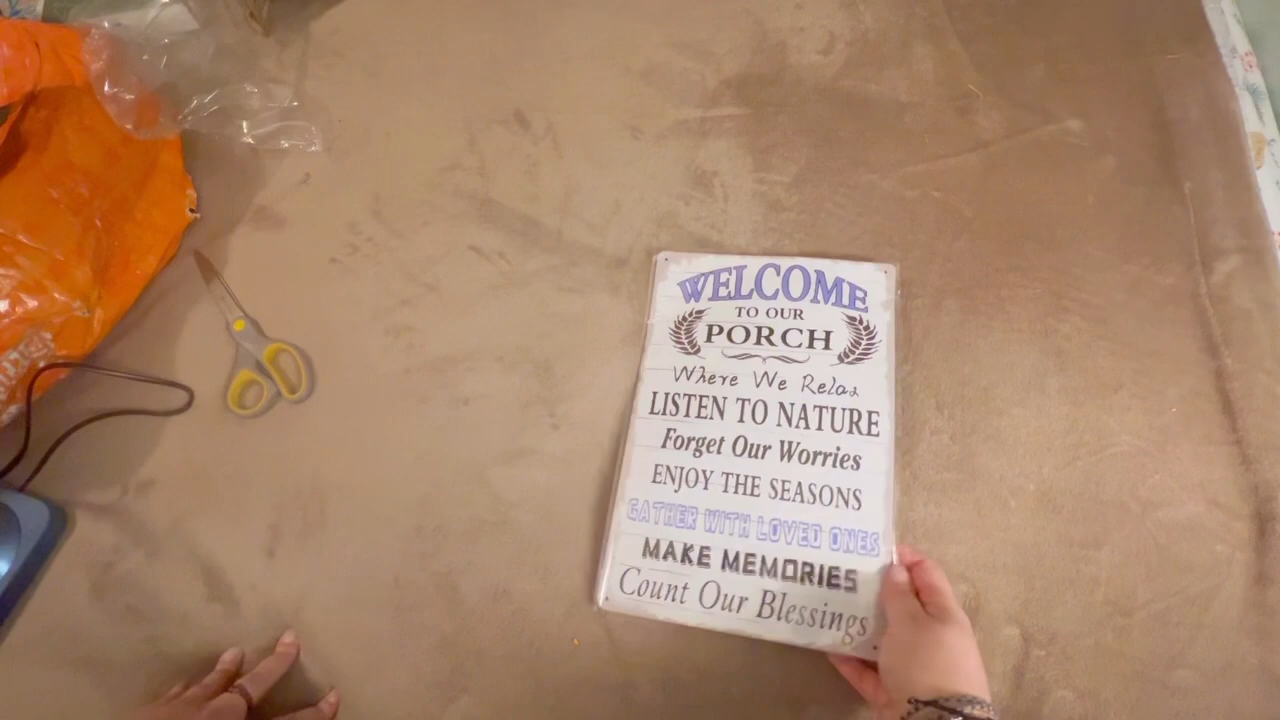 WELCOME
TO OUR
PORCH
Where We Relax
LISTEN TO NATURE
Forget Our Worries
ENJOY THE SEASONS
GATHER WITH LOVED ONES
MAKE MEMORIES
Count Our Blessings